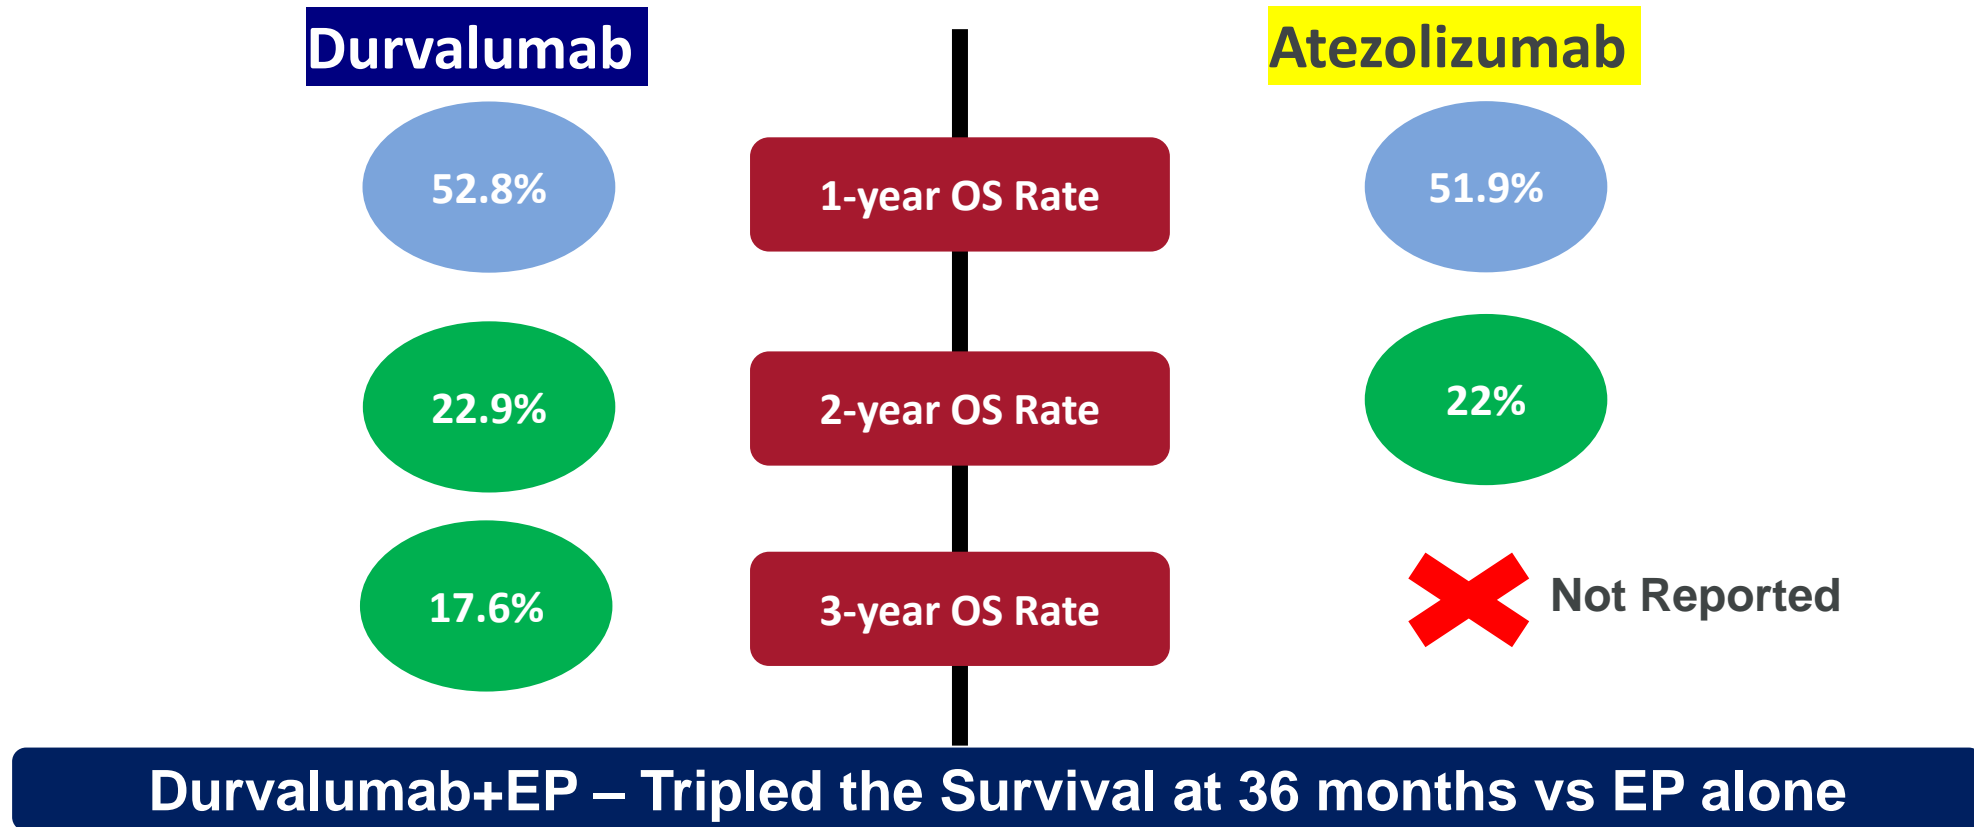 Durvalumab
Atezolizumab
52.8%
1-year OS Rate
51.9%
22.9%
2-year OS Rate
22%
17.6%
3-year OS Rate
Not Reported
Durvalumab+EP – Tripled the Survival at 36 months vs EP alone